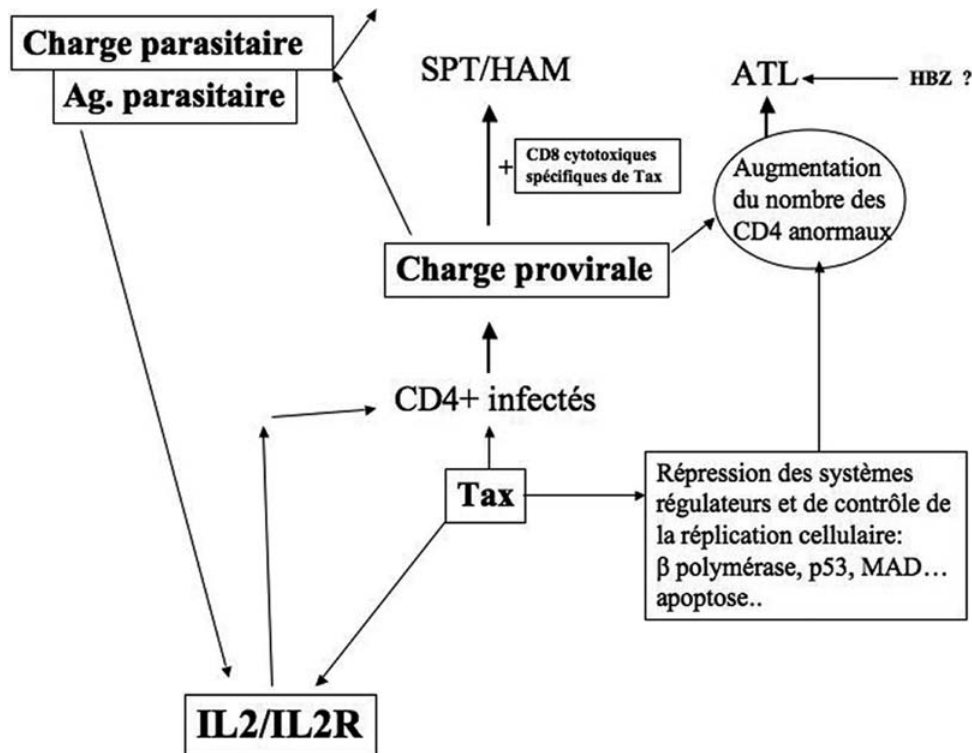 Charge parasitaire
Ag. parasitaire
SPT/HAM
ATL
HBZ ?
+
CD8 cytotoxiques
spécifiques de Tax
Augmentation
du nombre des
CD4 anormaux
Charge provirale
CD4+ infectés
Tax
Répression des systèmes
régulateurs et de contrôle de
la réplication cellulaire:
β polymérase, p53, MAD…
apoptose..
IL2/IL2R